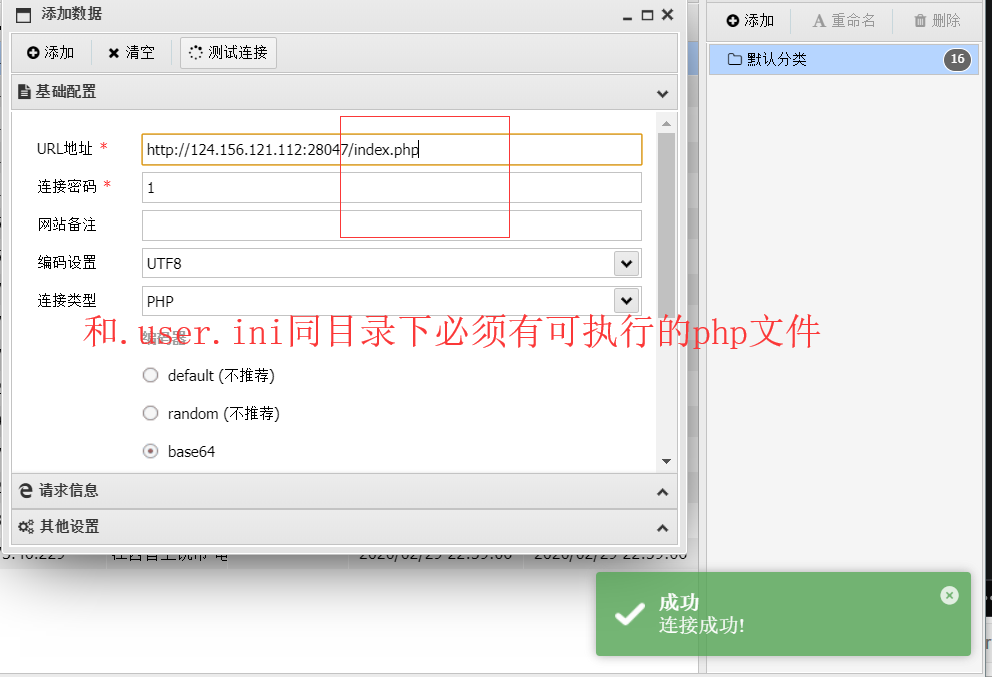 添加数据
添加 清空 测试连接
基础配置
URL地址 * http://124.156.121.112:28047/index.php
连接密码 * 1
网站备注
编码设置 UTF8
连接类型 PHP
和.user.ini同目录下必须有可执行的php文件
编码器
default (不推荐)
random (不推荐)
base64
请求信息
其他设置
添加 重命名 删除
默认分类 16
成功
连接成功!